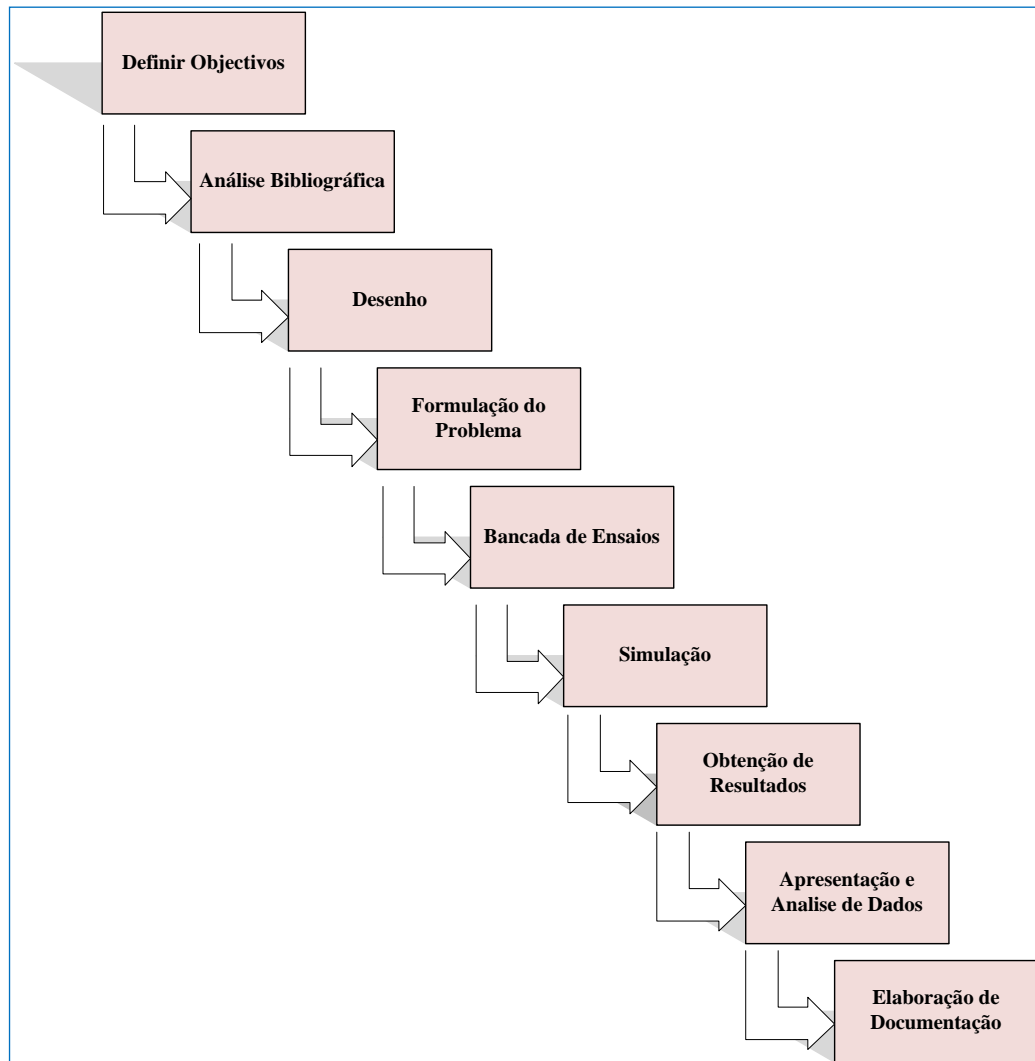 Definir Objectivos
Análise Bibliográfica
Desenho
Formulação do
Problema
Bancada de Ensaios
Simulação
Obtenção de
Resultados
Apresentação e
Analise de Dados
Elaboração de
Documentação